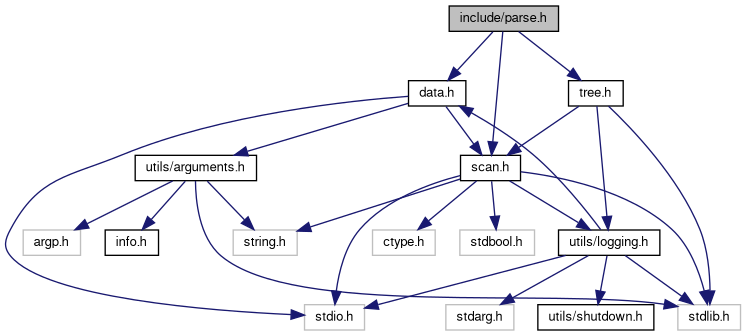 include/parse.h
data.h
tree.h
utils/arguments.h
scan.h
argp.h
info.h
string.h
ctype.h
stdbool.h
utils/logging.h
stdio.h
stdarg.h
utils/shutdown.h
stdlib.h